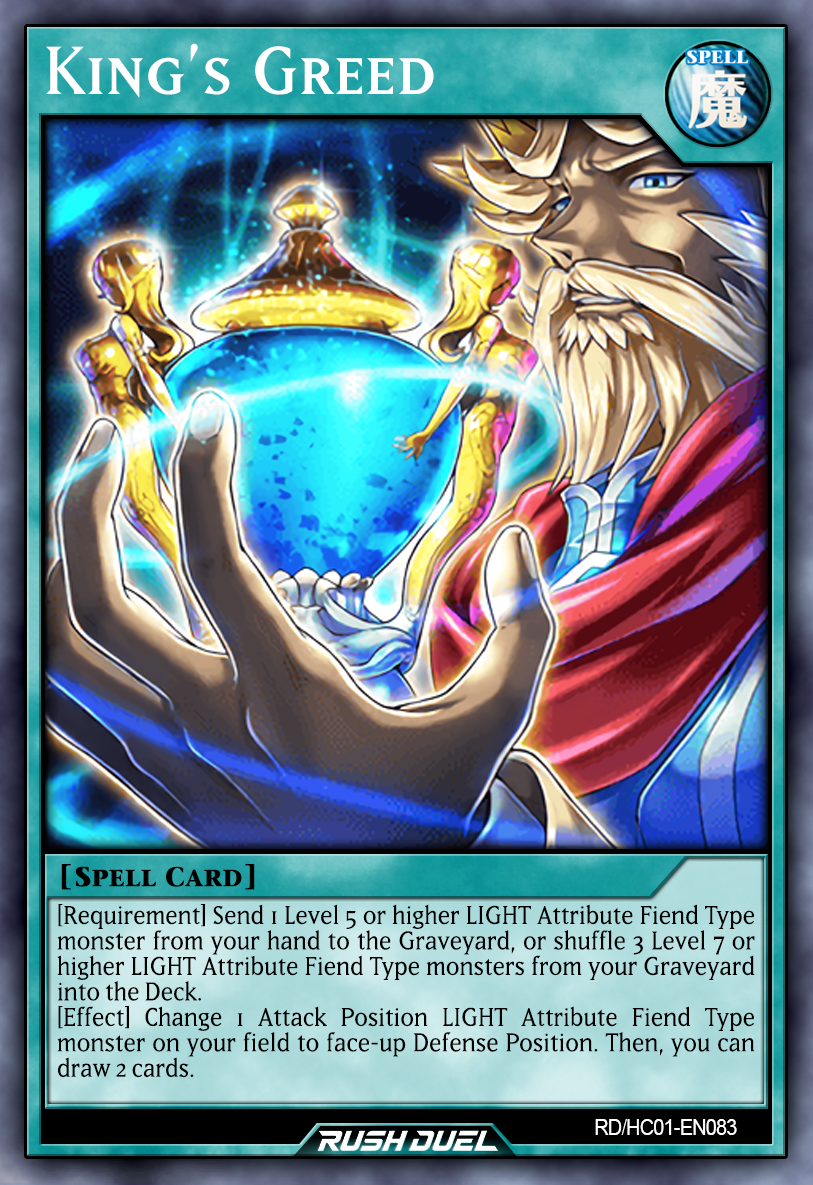 King's Greed
SPELL
魔
[Spell Card]
[Requirement] Send 1 Level 5 or higher LIGHT Attribute Fiend Type
monster from your hand to the Graveyard, or shuffle 3 Level 7 or
higher LIGHT Attribute Fiend Type monsters from your Graveyard
into the Deck.
[Effect] Change 1 Attack Position LIGHT Attribute Fiend Type
monster on your field to face-up Defense Position. Then, you can
draw 2 cards.
RD/HC01-EN083
RUSH DUEL